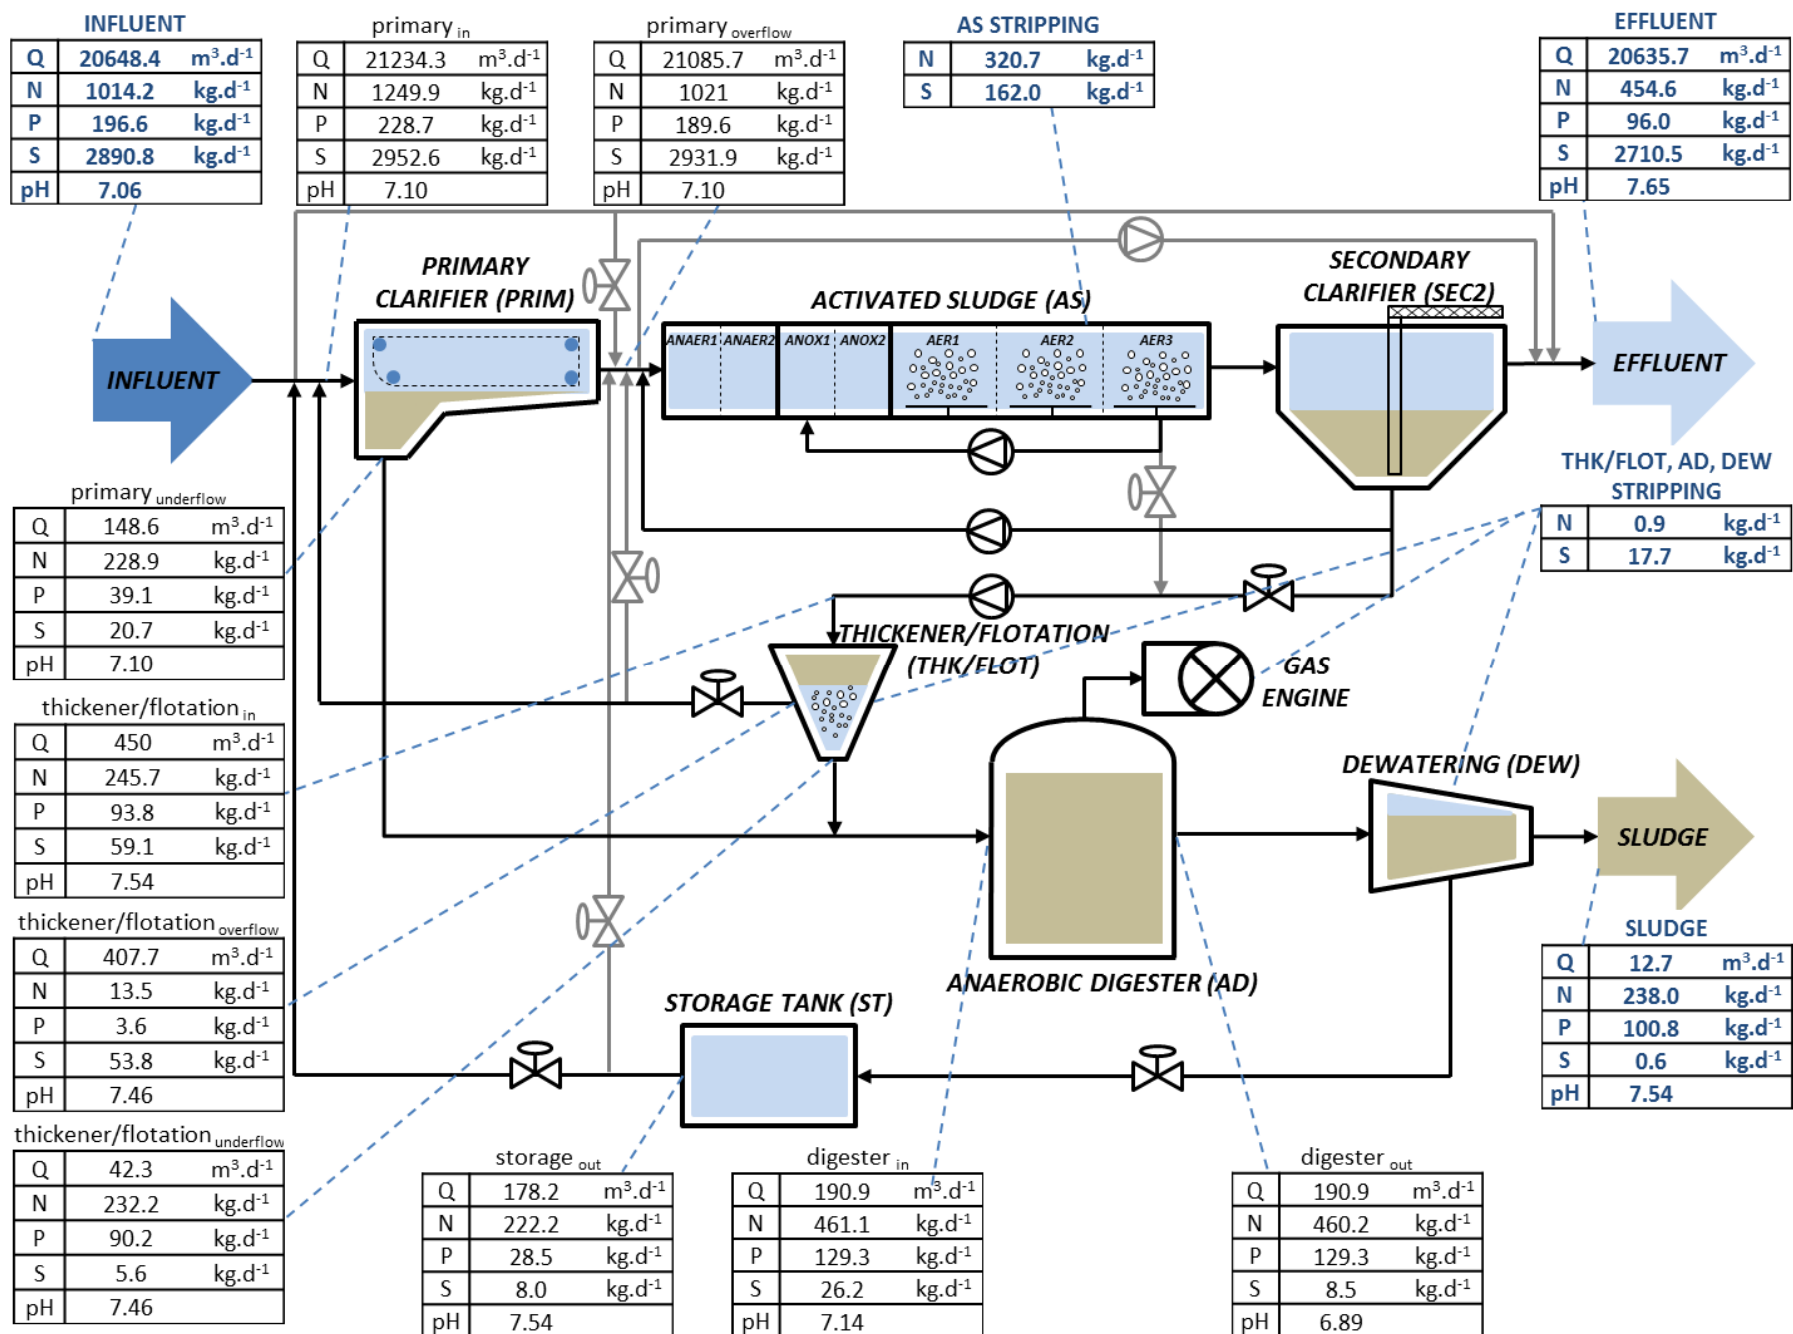 INFLUENT
Q 20648.4 m³.d⁻¹
N 1014.2 kg.d⁻¹
P 196.6 kg.d⁻¹
S 2890.8 kg.d⁻¹
pH 7.06
primary in
Q 21234.3 m³.d⁻¹
N 1249.9 kg.d⁻¹
P 228.7 kg.d⁻¹
S 2952.6 kg.d⁻¹
pH 7.10
primary overflow
Q 21085.7 m³.d⁻¹
N 1021 kg.d⁻¹
P 189.6 kg.d⁻¹
S 2931.9 kg.d⁻¹
pH 7.10
AS STRIPPING
N 320.7 kg.d⁻¹
S 162.0 kg.d⁻¹
EFFLUENT
Q 20635.7 m³.d⁻¹
N 454.6 kg.d⁻¹
P 96.0 kg.d⁻¹
S 2710.5 kg.d⁻¹
pH 7.65
PRIMARY
CLARIFIER (PRIM)
ACTIVATED SLUDGE (AS)
SECONDARY
CLARIFIER (SEC2)
INFLUENT
ANAER1 ANAER2 ANOX1 ANOX2 AER1 AER2 AER3
EFFLUENT
primary underflow
Q 148.6 m³.d⁻¹
N 228.9 kg.d⁻¹
P 39.1 kg.d⁻¹
S 20.7 kg.d⁻¹
pH 7.10
THK/FLOT, AD, DEW
STRIPPING
N 0.9 kg.d⁻¹
S 17.7 kg.d⁻¹
THICKENER/FLOTATION
(THK/FLOT)
GAS
ENGINE
thickener/flotation in
Q 450 m³.d⁻¹
N 245.7 kg.d⁻¹
P 93.8 kg.d⁻¹
S 59.1 kg.d⁻¹
pH 7.54
DEWATERING (DEW)
SLUDGE
thickener/flotation overflow
Q 407.7 m³.d⁻¹
N 13.5 kg.d⁻¹
P 3.6 kg.d⁻¹
S 53.8 kg.d⁻¹
pH 7.46
ANAEROBIC DIGESTER (AD)
STORAGE TANK (ST)
SLUDGE
Q 12.7 m³.d⁻¹
N 238.0 kg.d⁻¹
P 100.8 kg.d⁻¹
S 0.6 kg.d⁻¹
pH 7.54
thickener/flotation underflow
Q 42.3 m³.d⁻¹
N 232.2 kg.d⁻¹
P 90.2 kg.d⁻¹
S 5.6 kg.d⁻¹
pH 7.46
storage out
Q 178.2 m³.d⁻¹
N 222.2 kg.d⁻¹
P 28.5 kg.d⁻¹
S 8.0 kg.d⁻¹
pH 7.54
digester in
Q 190.9 m³.d⁻¹
N 461.1 kg.d⁻¹
P 129.3 kg.d⁻¹
S 26.2 kg.d⁻¹
pH 7.14
digester out
Q 190.9 m³.d⁻¹
N 460.2 kg.d⁻¹
P 129.3 kg.d⁻¹
S 8.5 kg.d⁻¹
pH 6.89